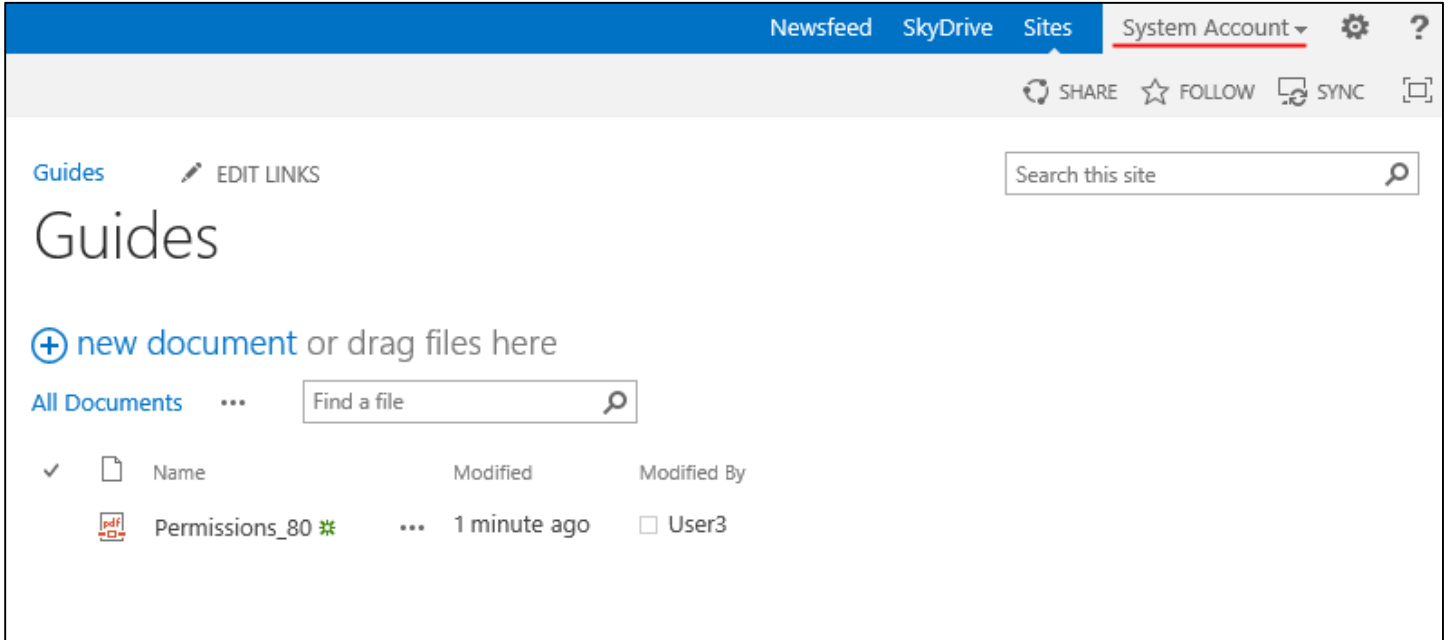 Newsfeed SkyDrive Sites System Account ?
SHARE FOLLOW SYNC
Guides EDIT LINKS Search this site
Guides
new document or drag files here
All Documents ... Find a file
Name Modified Modified By
pdf Permissions_80 ... 1 minute ago User3